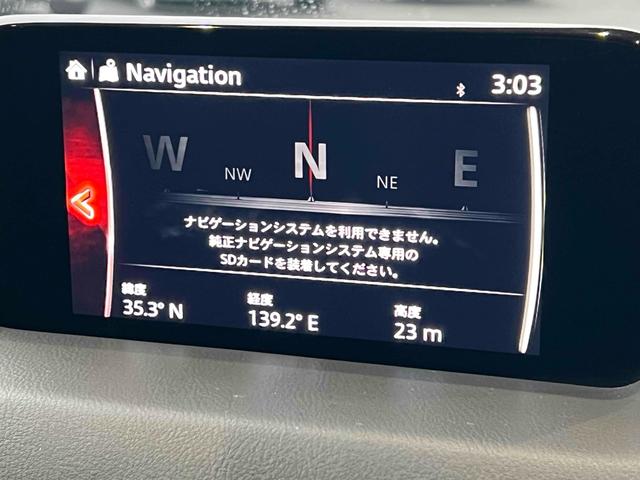 Navigation
3:03
W NW N NE E
ナビゲーションシステムを利用できません。
純正ナビゲーションシステム専用の
SDカードを装着してください。
緯度 経度 高度
35.3° N 139.2° E 23 m